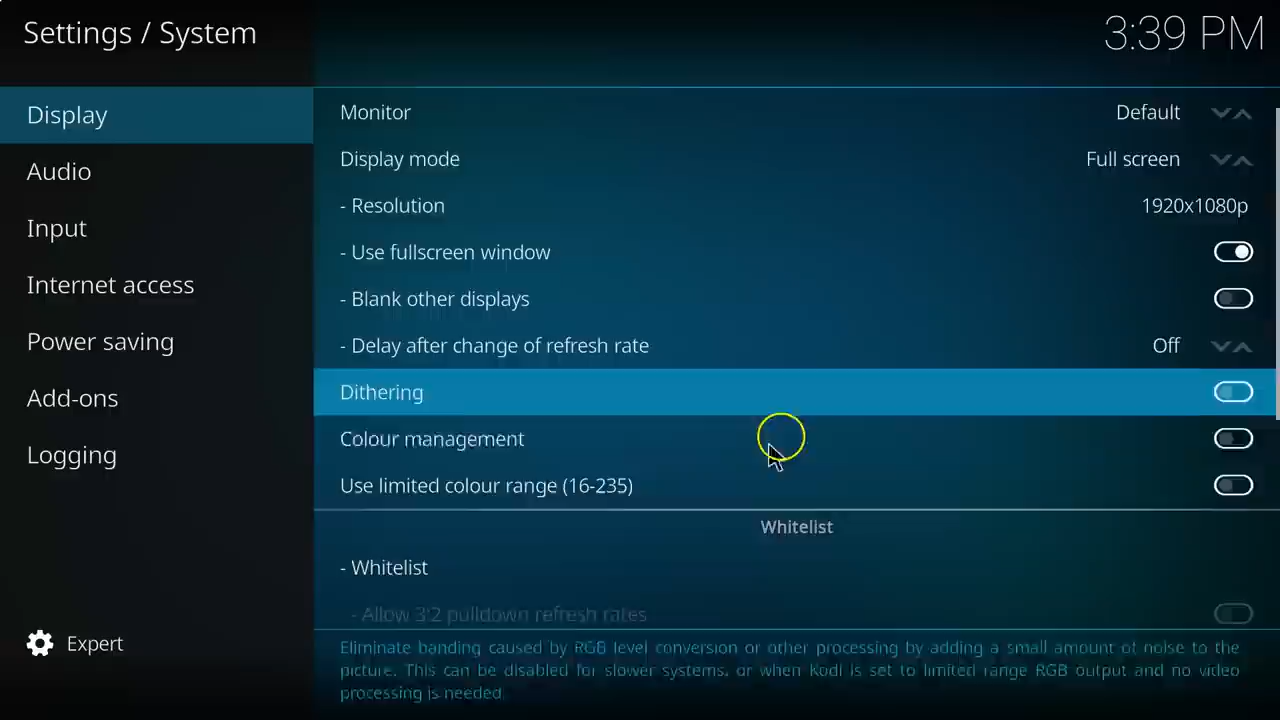 Settings / System
3:39 PM
Display
Audio
Input
Internet access
Power saving
Add-ons
Logging
Expert
Monitor Default
Display mode Full screen
- Resolution 1920x1080p
- Use fullscreen window
- Blank other displays
- Delay after change of refresh rate Off
Dithering
Colour management
Use limited colour range (16-235)
Whitelist
- Whitelist
- Allow 3:2 pulldown refresh rates
Eliminate banding caused by RGB level conversion or other processing by adding a small amount of noise to the
picture. This can be disabled for slower systems, or when Kodi is set to limited range RGB output and no video
processing is needed.